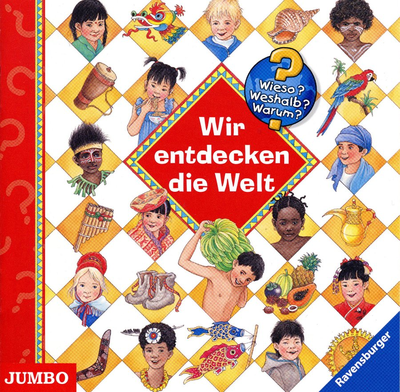 Wieso?
Weshalb?
Warum?
Wir
entdecken
die Welt
JUMBO
Ravensburger